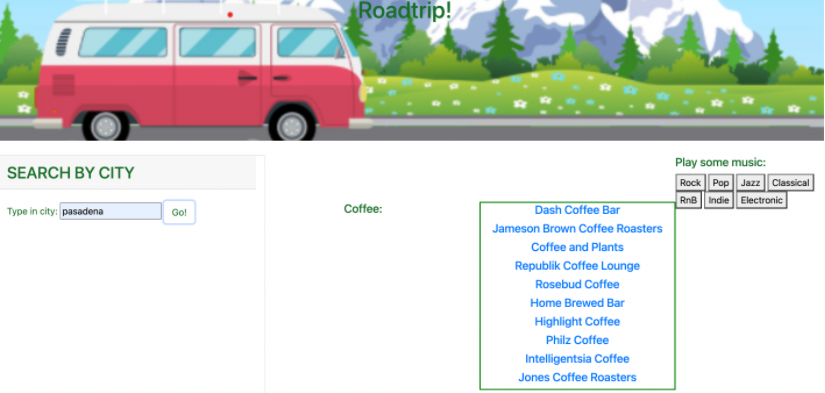 Roadtrip!
SEARCH BY CITY
Type in city: pasadena Go!
Coffee:
Dash Coffee Bar
Jameson Brown Coffee Roasters
Coffee and Plants
Republik Coffee Lounge
Rosebud Coffee
Home Brewed Bar
Highlight Coffee
Philz Coffee
Intelligentsia Coffee
Jones Coffee Roasters
Play some music:
Rock Pop Jazz Classical
RnB Indie Electronic